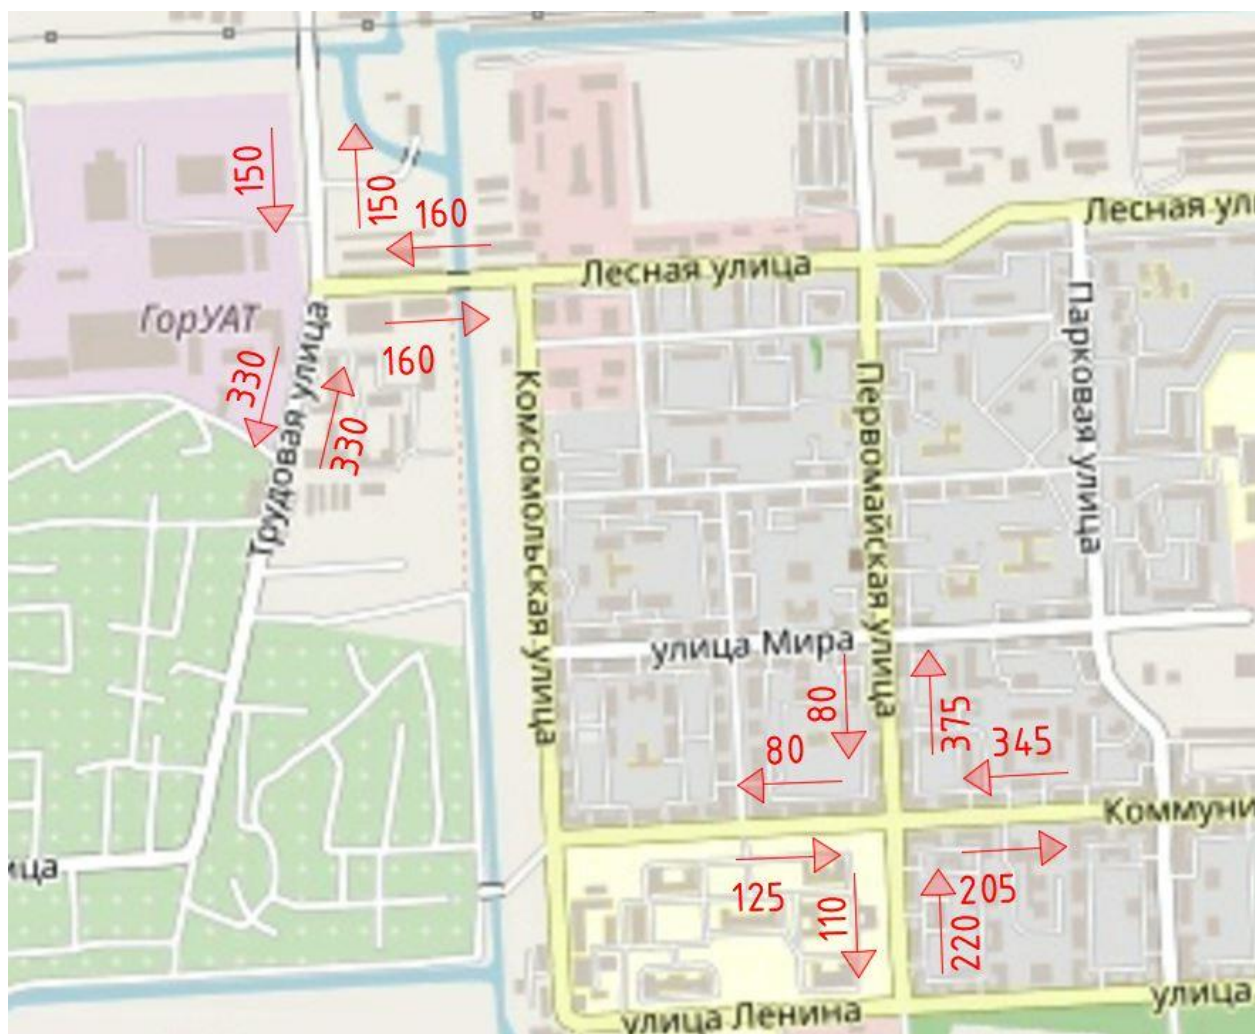 150
150
160
Лесная ули
Лесная улица
ГорУАТ
160
330
330
Трудовая улица
Комсомольская улица
Первомайская улица
Парковая улица
улица Мира
80
375
80
345
Коммуни
ица
125
110
205
220
улица Ленина
улица